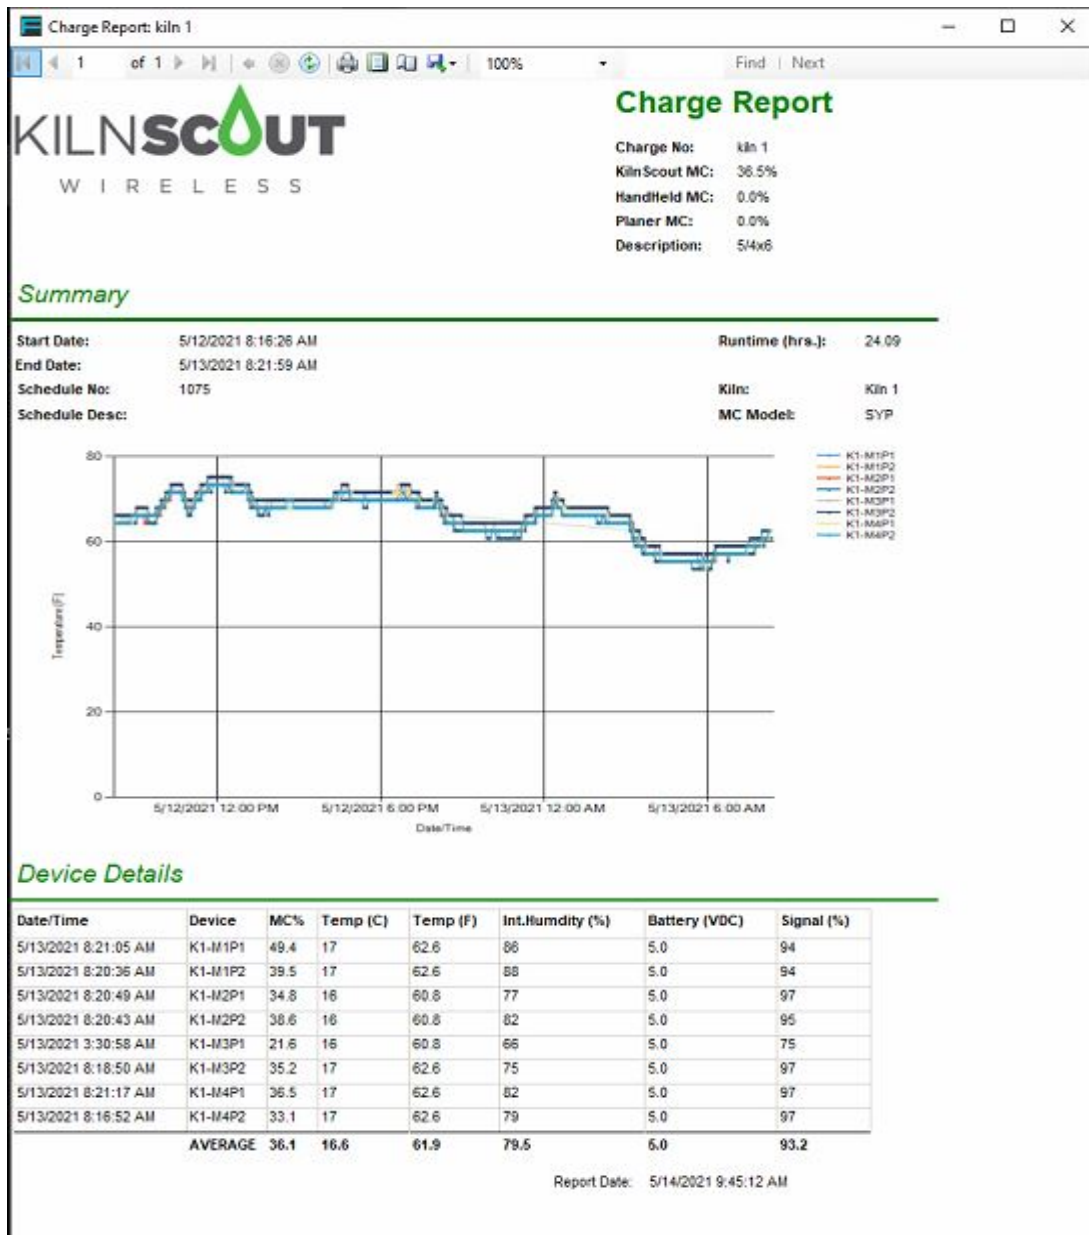 Charge Report: kiln 1
1 of 1 100% Find | Next
KILNSCOUT
WIRELESS
Charge Report
Charge No: kiln 1
KilnScout MC: 36.5%
HandHeld MC: 0.0%
Planer MC: 0.0%
Description: 5/4x6
Summary
Start Date: 5/12/2021 8:16:26 AM Runtime (hrs.): 24.09
End Date: 5/13/2021 8:21:59 AM
Schedule No: 1075 Kiln: Kiln 1
Schedule Desc: MC Model: SYP
80
60
40
20
0
Temperature(F)
5/12/2021 12:00 PM 5/12/2021 6:00 PM 5/13/2021 12:00 AM 5/13/2021 6:00 AM
Date/Time
K1-M1P1
K1-M1P2
K1-M2P1
K1-M2P2
K1-M3P1
K1-M3P2
K1-M4P1
K1-M4P2
Device Details
Date/Time Device MC% Temp (C) Temp (F) Int.Humdity (%) Battery (VDC) Signal (%)
5/13/2021 8:21:05 AM K1-M1P1 49.4 17 62.6 86 5.0 94
5/13/2021 8:20:36 AM K1-M1P2 39.5 17 62.6 88 5.0 94
5/13/2021 8:20:49 AM K1-M2P1 34.8 16 60.8 77 5.0 97
5/13/2021 8:20:43 AM K1-M2P2 38.6 16 60.8 82 5.0 95
5/13/2021 3:30:58 AM K1-M3P1 21.6 16 60.8 66 5.0 75
5/13/2021 8:18:50 AM K1-M3P2 35.2 17 62.6 75 5.0 97
5/13/2021 8:21:17 AM K1-M4P1 36.5 17 62.6 82 5.0 97
5/13/2021 8:16:52 AM K1-M4P2 33.1 17 62.6 79 5.0 97
AVERAGE 36.1 16.6 61.9 79.5 5.0 93.2
Report Date: 5/14/2021 9:45:12 AM